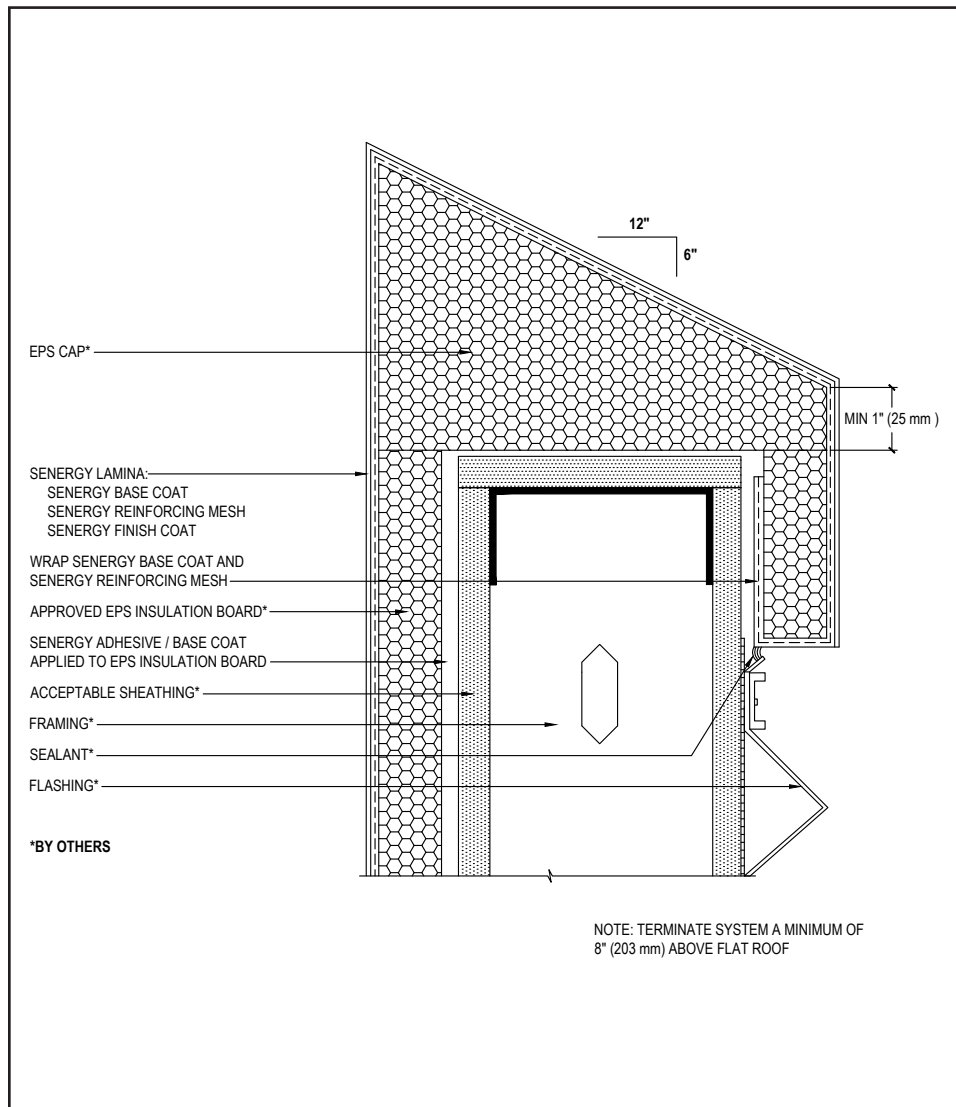 12"
6"
EPS CAP*
MIN 1" (25 mm )
SENERGY LAMINA:
SENERGY BASE COAT
SENERGY REINFORCING MESH
SENERGY FINISH COAT
WRAP SENERGY BASE COAT AND
SENERGY REINFORCING MESH
APPROVED EPS INSULATION BOARD*
SENERGY ADHESIVE / BASE COAT
APPLIED TO EPS INSULATION BOARD
ACCEPTABLE SHEATHING*
FRAMING*
SEALANT*
FLASHING*
*BY OTHERS
NOTE: TERMINATE SYSTEM A MINIMUM OF
8" (203 mm) ABOVE FLAT ROOF